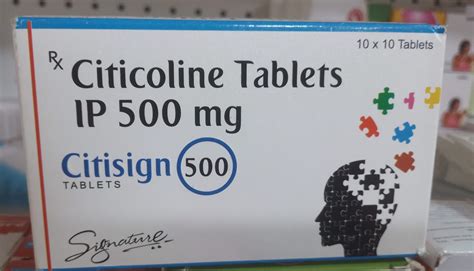 10 x 10 Tablets
Rx Citicoline Tablets
IP 500 mg
Citisign 500
TABLETS
Signature